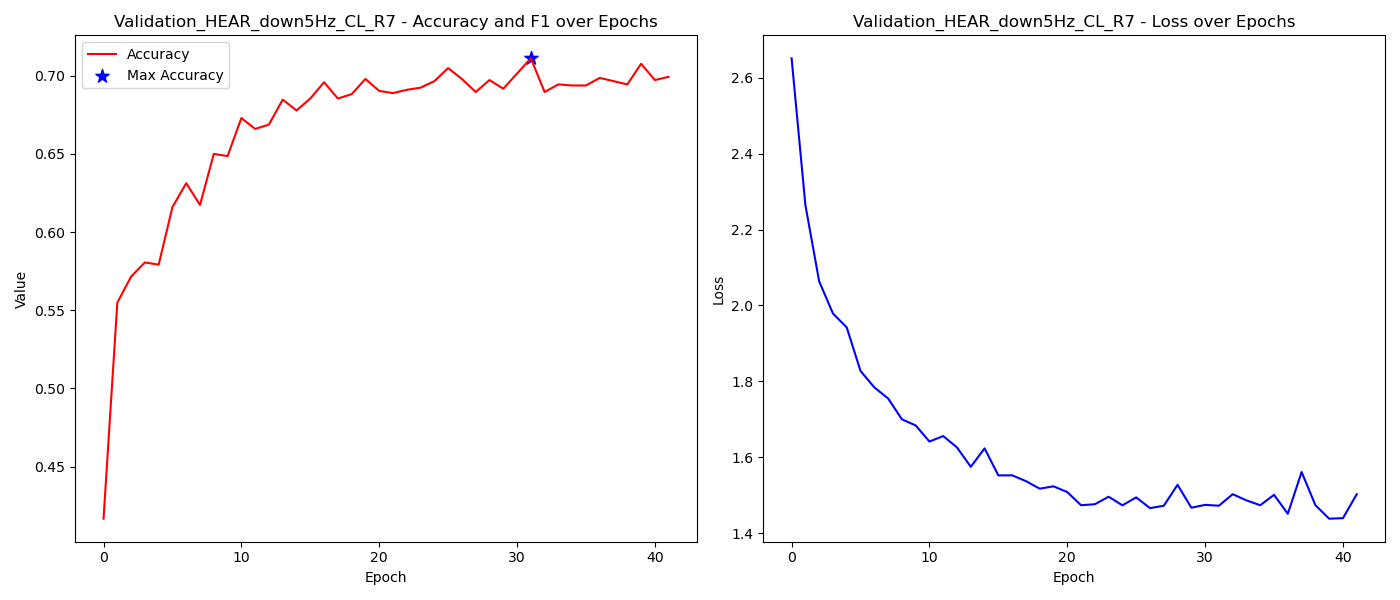 Validation_HEAR_down5Hz_CL_R7 - Accuracy and F1 over Epochs
Accuracy
Max Accuracy
0.70
0.65
0.60
0.55
0.50
0.45
Value
0
10
20
30
40
Epoch
Validation_HEAR_down5Hz_CL_R7 - Loss over Epochs
2.6
2.4
2.2
2.0
1.8
1.6
1.4
Loss
0
10
20
30
40
Epoch